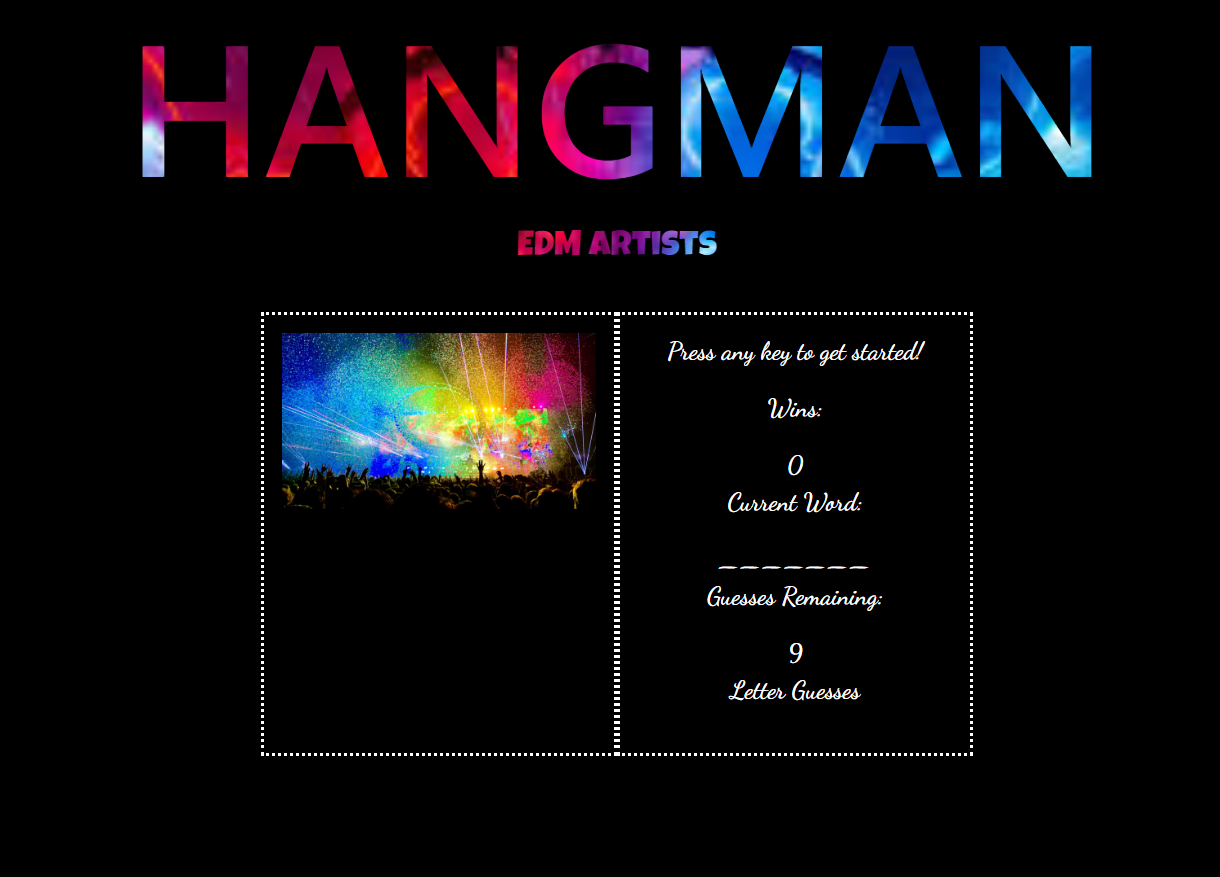 HANGMAN
EDM ARTISTS
Press any key to get started!
Wins:
0
Current Word:
_ _ _ _ _ _ _
Guesses Remaining:
9
Letter Guesses